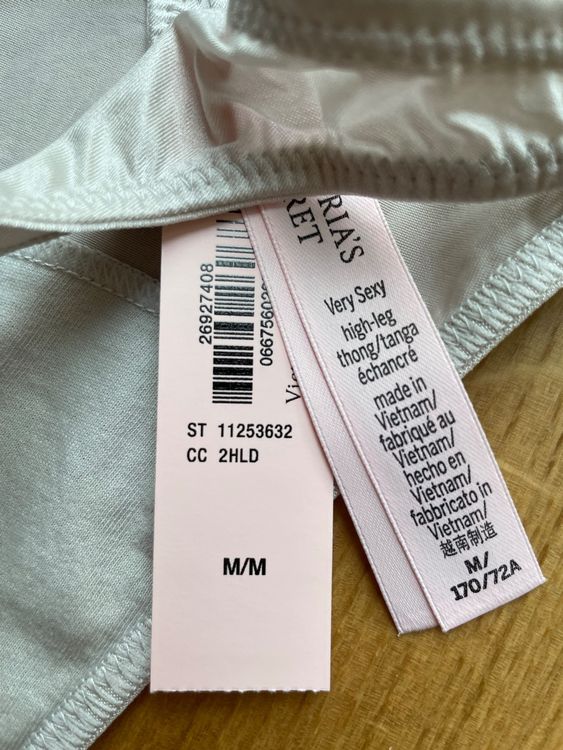 26927408
ST 11253632
CC 2HLD
M/M
RIA'S
RET
Very Sexy
high-leg
thong/tanga
échancré
made in
Vietnam/
fabriqué au
Vietnam/
hecho en
Vietnam/
fabbricato in
Vietnam/
越南制造
M/
170/72A